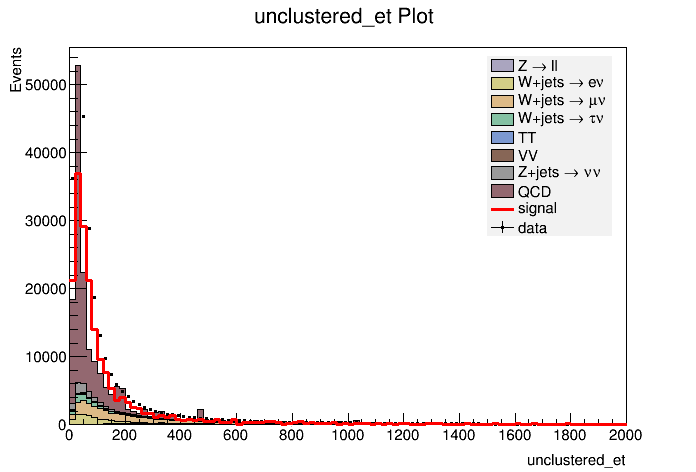 unclustered_et Plot
Events
50000
40000
30000
20000
10000
0
0 200 400 600 800 1000 1200 1400 1600 1800 2000
unclustered_et
Z → ll
W+jets → eν
W+jets → μν
W+jets → τν
TT
VV
Z+jets → νν
QCD
signal
data